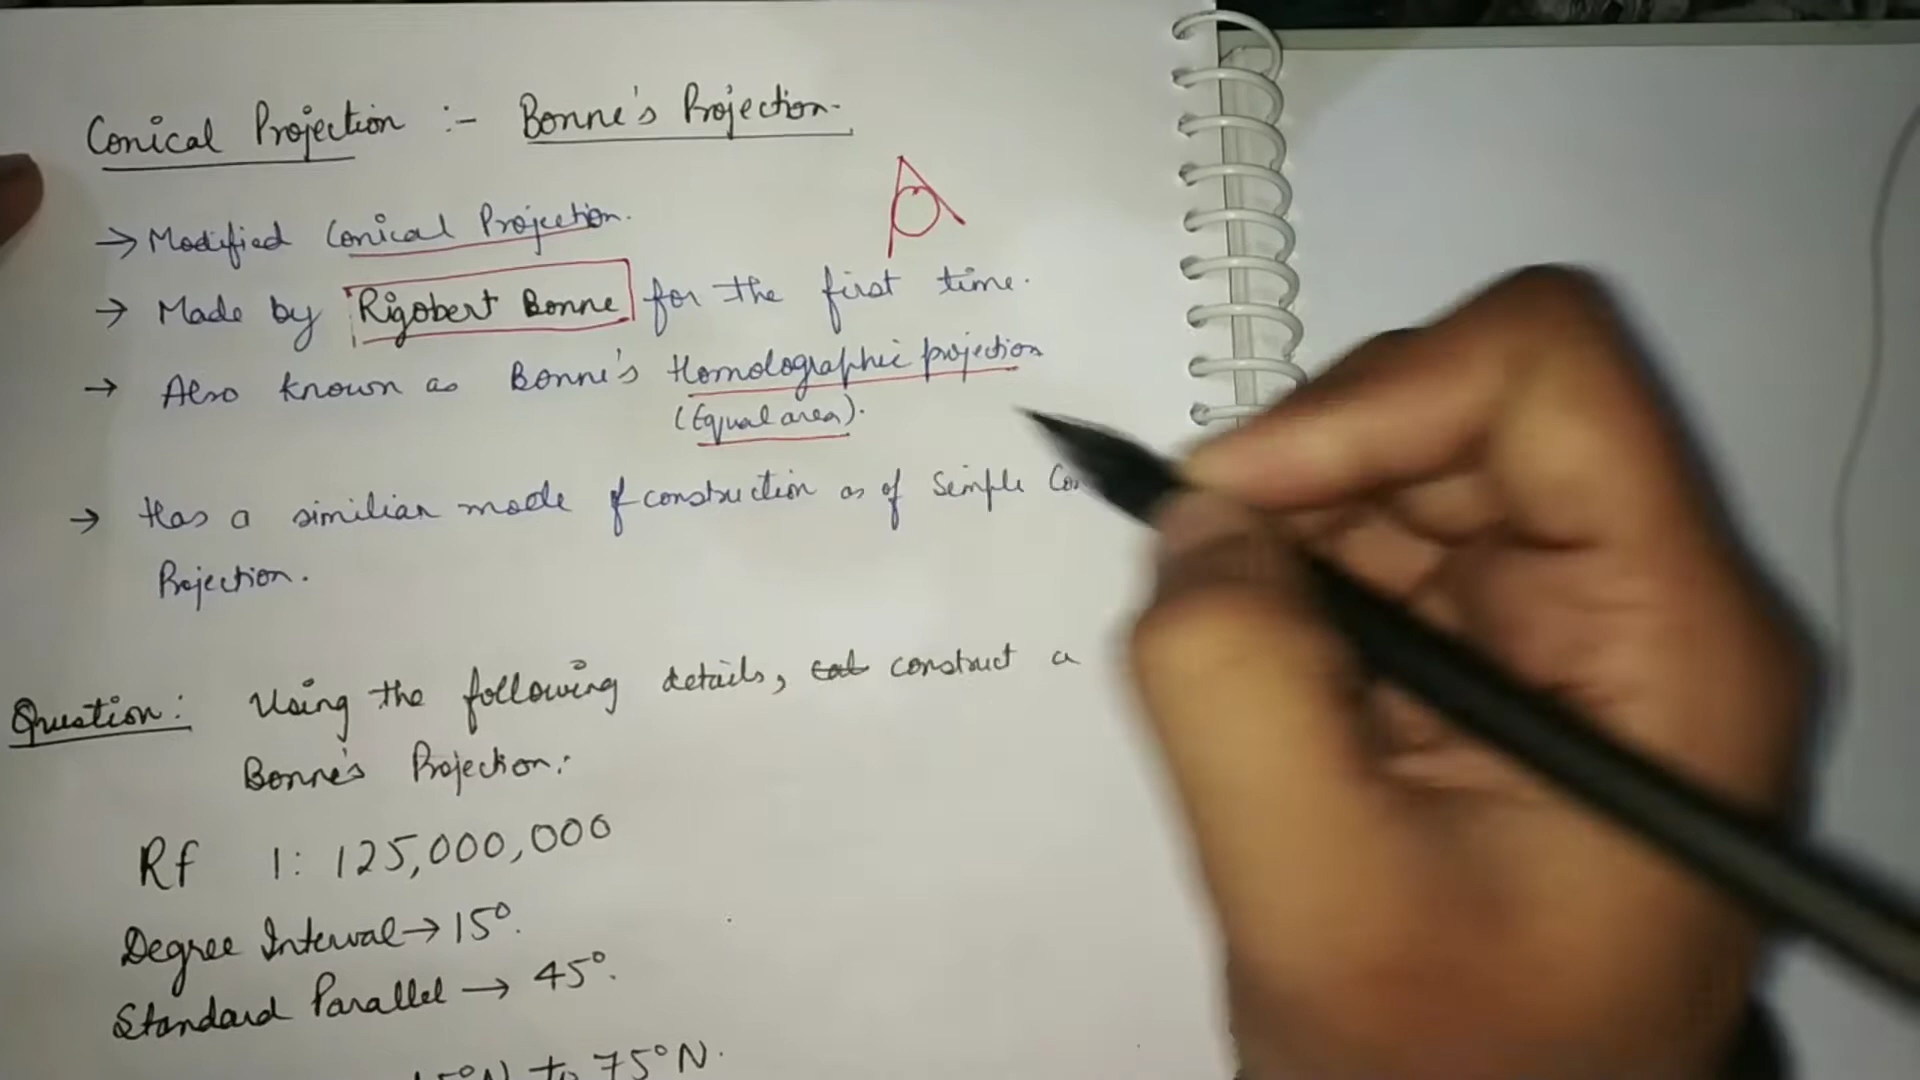 Conical Projection :- Bonne's Projection.
→ Modified Conical Projection.
→ Made by Rigobert Bonne for the first time.
→ Also known as Bonne's Homolographic projection
(Equal area).
→ Has a similiar mode of construction as of Simple
Projection.
Question: Using the following details, construct a
Bonne's Projection:
Rf 1: 125,000,000
Degree Interval → 15°.
Standard Parallel → 45°.
to 75°N.